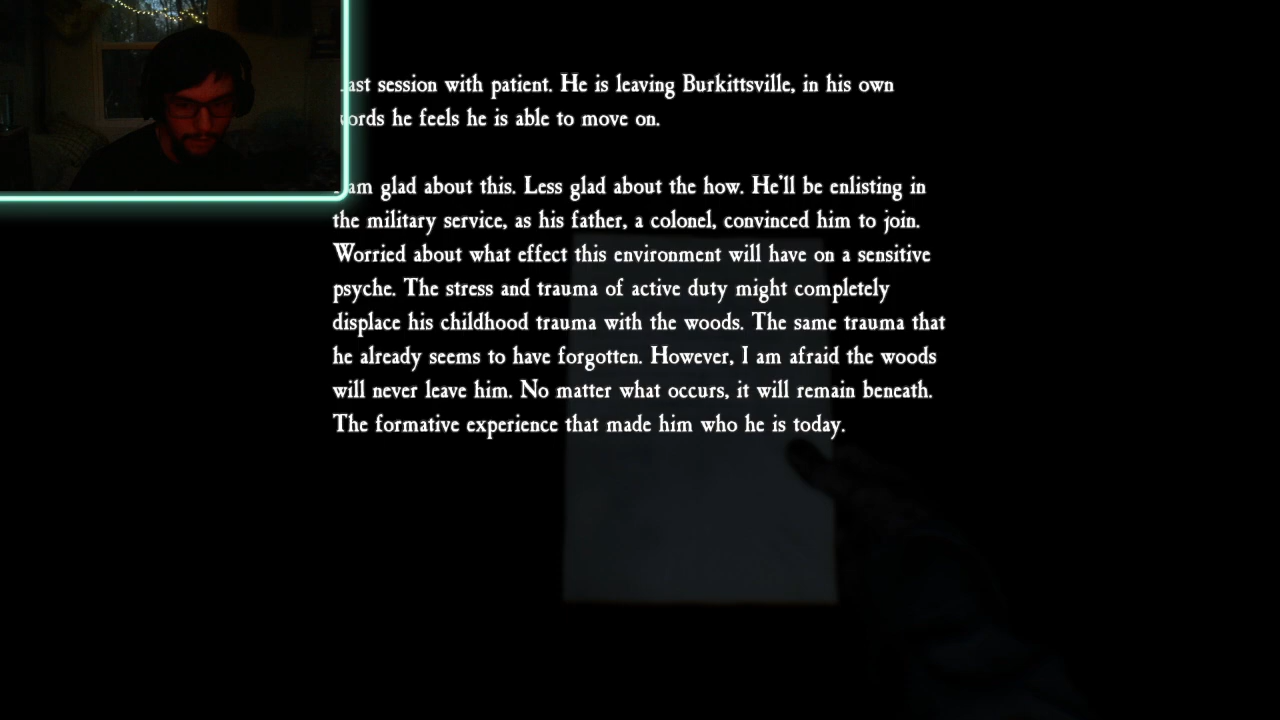 ast session with patient. He is leaving Burkittsville, in his own
ords he feels he is able to move on.
am glad about this. Less glad about the how. He'll be enlisting in
the military service, as his father, a colonel, convinced him to join.
Worried about what effect this environment will have on a sensitive
psyche. The stress and trauma of active duty might completely
displace his childhood trauma with the woods. The same trauma that
he already seems to have forgotten. However, I am afraid the woods
will never leave him. No matter what occurs, it will remain beneath.
The formative experience that made him who he is today.